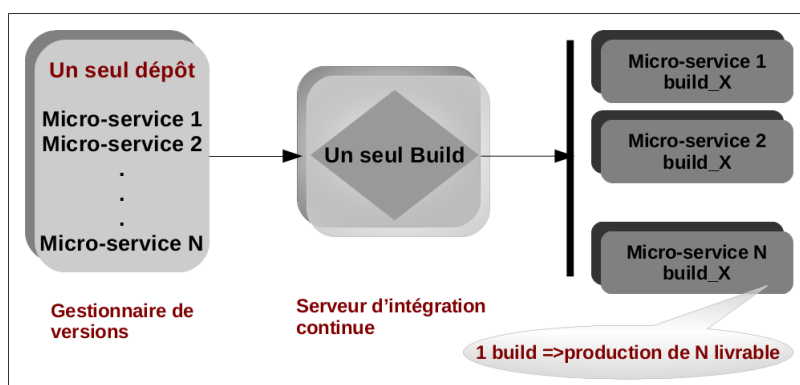 Un seul dépôt
Micro-service 1
Micro-service 2
.
.
.
Micro-service N
Gestionnaire de
versions
Un seul Build
Serveur d'intégration
continue
Micro-service 1
build_X
Micro-service 2
build_X
Micro-service N
build_X
1 build =>production de N livrable